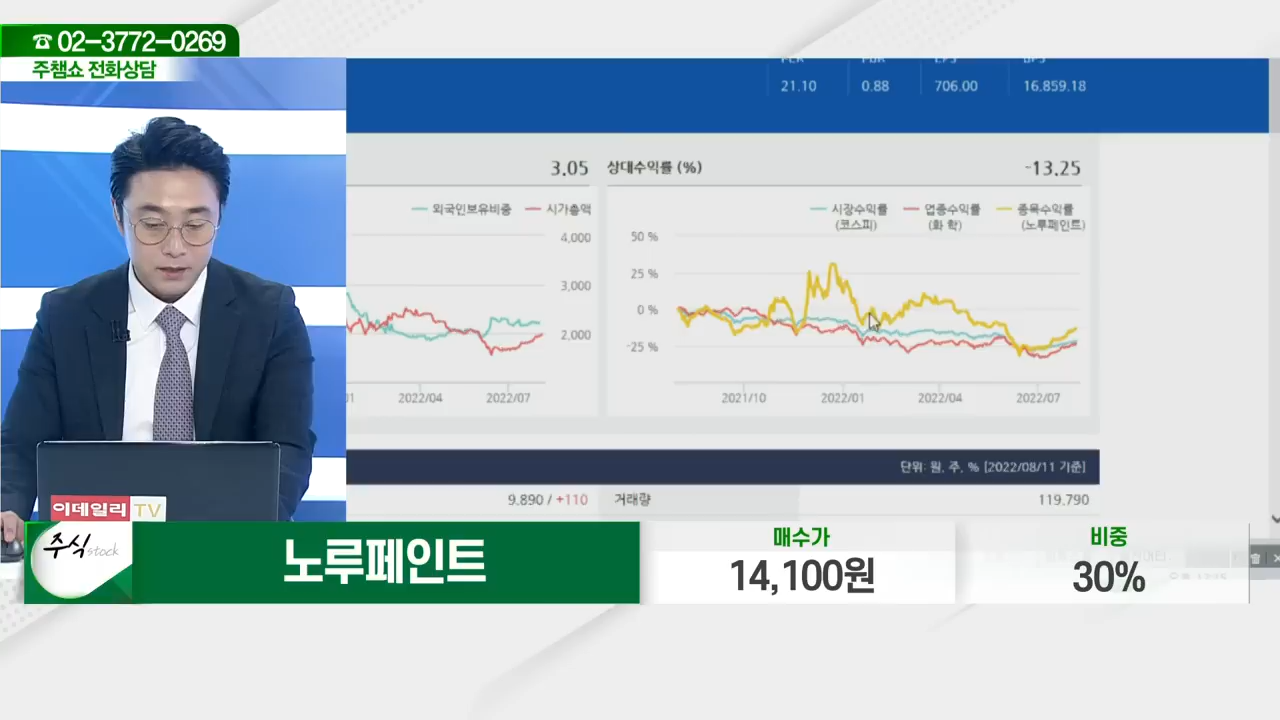 ☎ 02-3772-0269
주챔쇼 전화상담
PER PBR EPS BPS
21.10 0.88 706.00 16,859.18
3.05
외국인보유비중 시가총액
4,000
3,000
2,000
2022/04 2022/07
상대수익률 (%) -13.25
시장수익률 (코스피)
업종수익률 (화 학)
종목수익률 (노루페인트)
50 %
25 %
0 %
-25 %
2021/10 2022/01 2022/04 2022/07
단위: 원, 주, % [2022/08/11 기준]
9,890 / +110 거래량 119,790
이데일리 TV
주식 stock
노루페인트
매수가
14,100원
비중
30%